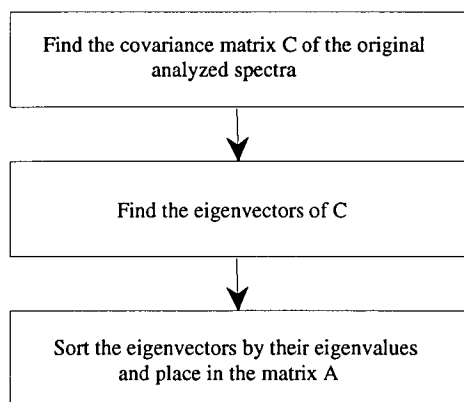 Find the covariance matrix C of the original
analyzed spectra
Find the eigenvectors of C
Sort the eigenvectors by their eigenvalues
and place in the matrix A